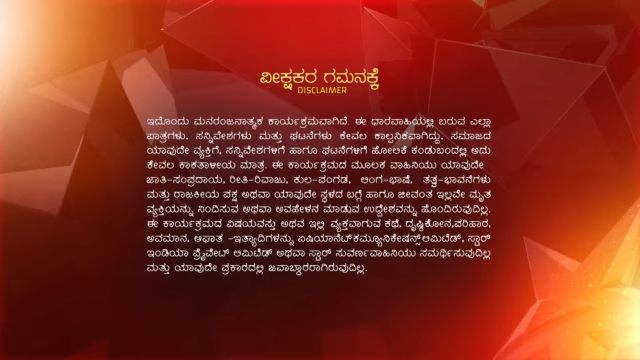 ವೀಕ್ಷಕರ ಗಮನಕ್ಕೆ
DISCLAIMER
ಇದೊಂದು ಮನರಂಜನಾತ್ಮಕ ಕಾರ್ಯಕ್ರಮವಾಗಿದೆ. ಈ ಧಾರವಾಹಿಯಲ್ಲಿ ಬರುವ ಎಲ್ಲಾ
ಪಾತ್ರಗಳು, ಸನ್ನಿವೇಶಗಳು ಮತ್ತು ಘಟನೆಗಳು ಕೇವಲ ಕಾಲ್ಪನಿಕವಾಗಿದ್ದು, ಸಮಾಜದ
ಯಾವುದೇ ವ್ಯಕ್ತಿಗೆ, ಸನ್ನಿವೇಶಗಳಿಗೆ ಹಾಗೂ ಘಟನೆಗಳಿಗೆ ಹೋಲಿಕೆ ಕಂಡುಬಂದಲ್ಲಿ ಅದು
ಕೇವಲ ಕಾಕತಾಳೀಯ ಮಾತ್ರ. ಈ ಕಾರ್ಯಕ್ರಮದ ಮೂಲಕ ವಾಹಿನಿಯು ಯಾವುದೇ
ಜಾತಿ-ಸಂಪ್ರದಾಯ, ರೀತಿ-ರಿವಾಜು, ಕುಲ-ಪಂಗಡ, ಲಿಂಗ-ಭಾಷೆ, ತತ್ವ-ಭಾವನೆಗಳು
ಮತ್ತು ರಾಜಕೀಯ ಪಕ್ಷ ಅಥವಾ ಯಾವುದೇ ಸ್ಥಳದ ಬಗ್ಗೆ ಹಾಗೂ ಜೀವಂತ ಇಲ್ಲವೇ ಮೃತ
ವ್ಯಕ್ತಿಯನ್ನು ನಿಂದಿಸುವ ಅಥವಾ ಅವಹೇಳನ ಮಾಡುವ ಉದ್ದೇಶವನ್ನು ಹೊಂದಿರುವುದಿಲ್ಲ.
ಈ ಕಾರ್ಯಕ್ರಮದ ವಿಷಯವಸ್ತು ಅಥವ ಇಲ್ಲಿ ವ್ಯಕ್ತವಾಗುವ ಕಥೆ, ದೃಷ್ಟಿಕೋನ,ಪರಿಹಾರ,
ಅವಮಾನ, ಆಘಾತ -ಇತ್ಯಾದಿಗಳನ್ನು ಏಷಿಯಾನೆಟ್‌ಕಮ್ಯೂನಿಕೇಷನ್ಸ್ ಲಿಮಿಟೆಡ್, ಸ್ಟಾರ್
ಇಂಡಿಯಾ ಪ್ರೈವೇಟ್ ಲಿಮಿಟೆಡ್ ಅಥವಾ ಸ್ಟಾರ್ ಸುವರ್ಣವಾಹಿನಿಯು ಸಮರ್ಥಿಸುವುದಿಲ್ಲ
ಮತ್ತು ಯಾವುದೇ ಪ್ರಕಾರದಲ್ಲಿ ಜವಾಬ್ದಾರರಾಗಿರುವುದಿಲ್ಲ.